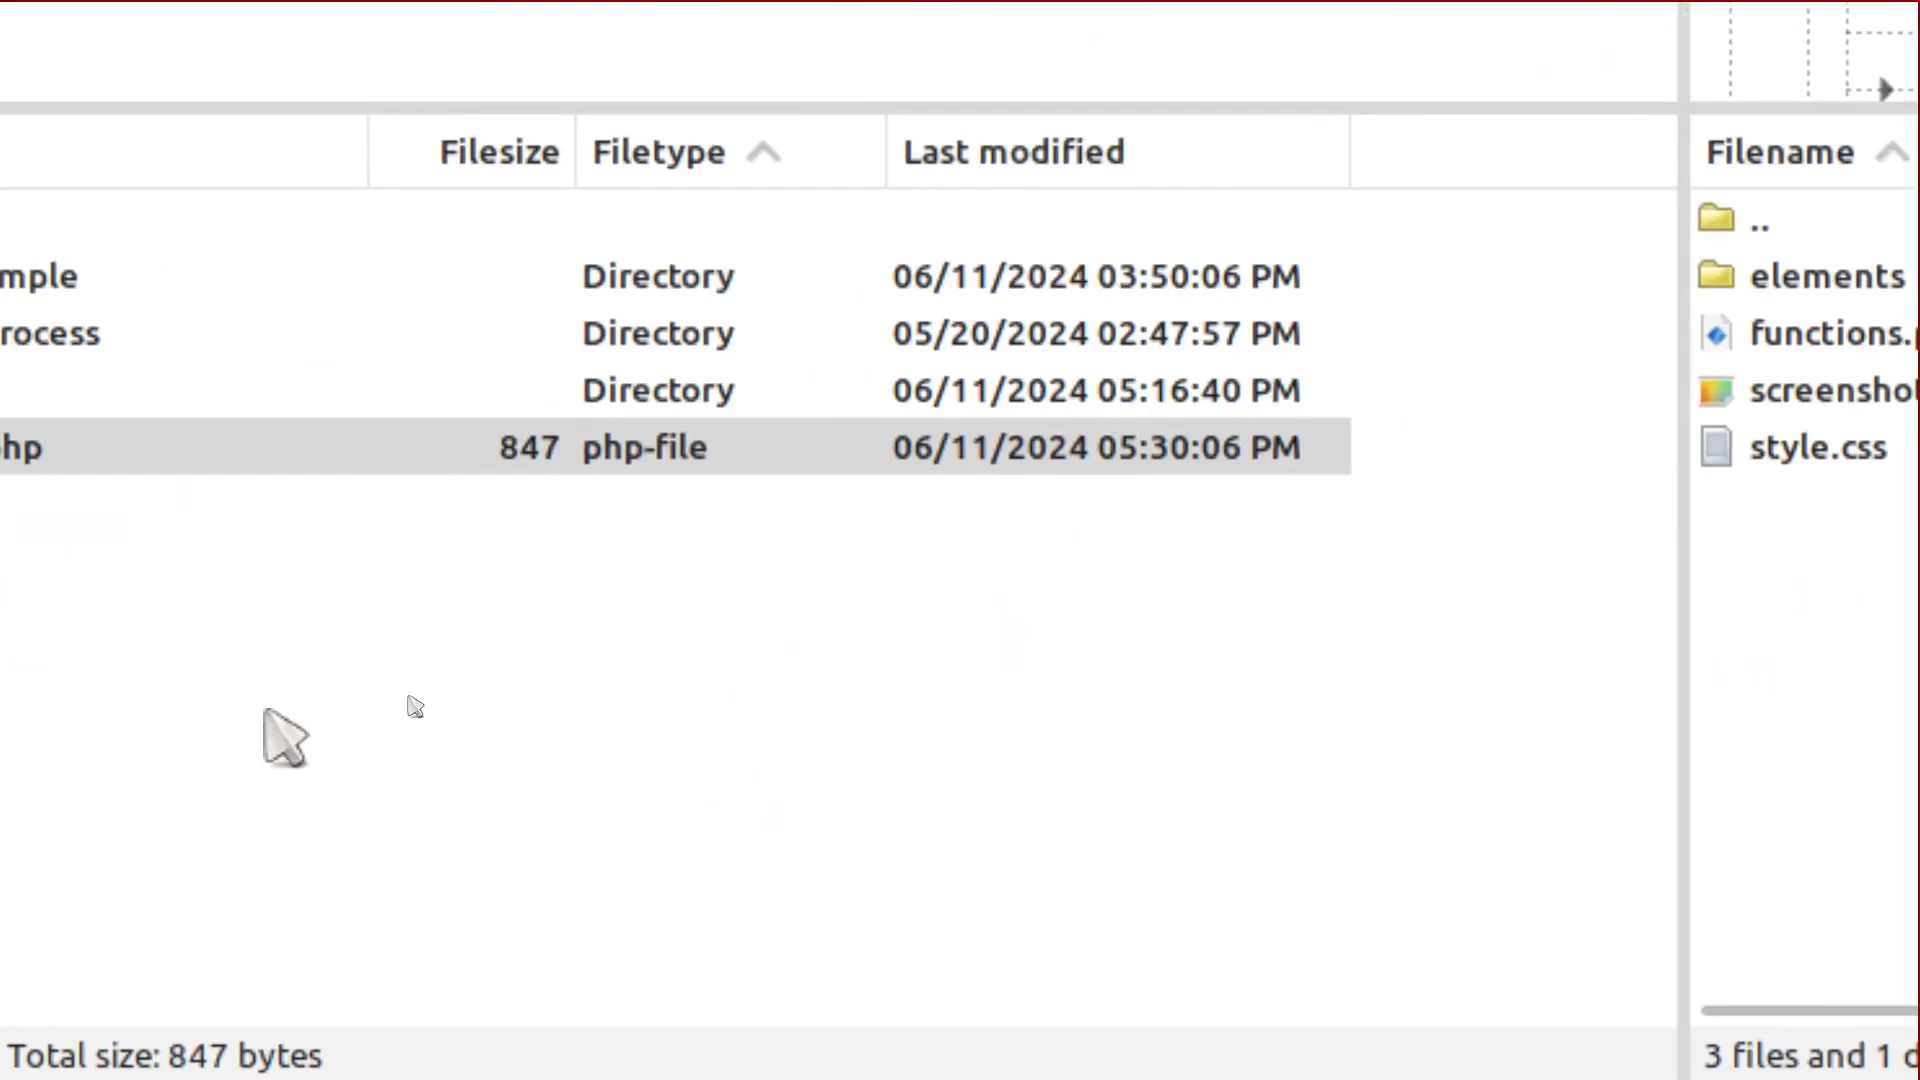 Filesize Filetype Last modified
mple Directory 06/11/2024 03:50:06 PM
rocess Directory 05/20/2024 02:47:57 PM
Directory 06/11/2024 05:16:40 PM
hp 847 php-file 06/11/2024 05:30:06 PM
Total size: 847 bytes
Filename
..
elements
functions.p
screenshot
style.css
3 files and 1 d